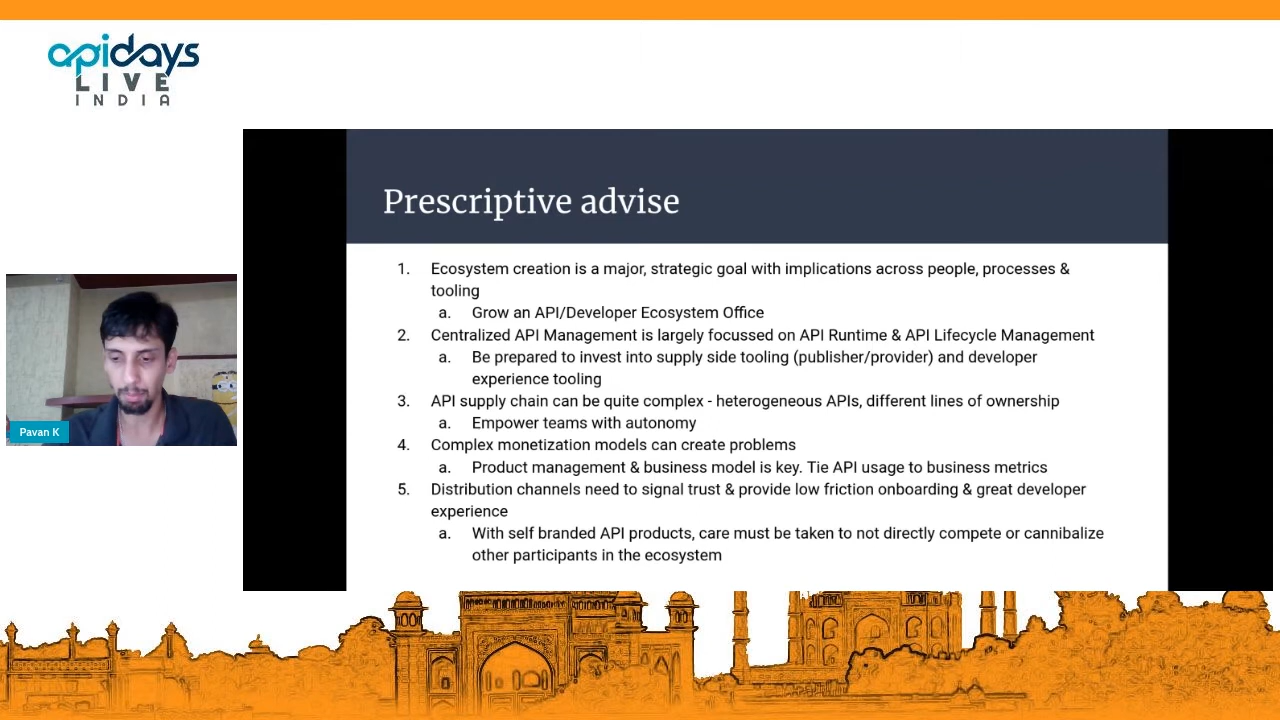 apidays
LIVE
INDIA
Prescriptive advise
1. Ecosystem creation is a major, strategic goal with implications across people, processes &
tooling
a. Grow an API/Developer Ecosystem Office
2. Centralized API Management is largely focussed on API Runtime & API Lifecycle Management
a. Be prepared to invest into supply side tooling (publisher/provider) and developer
experience tooling
3. API supply chain can be quite complex - heterogeneous APIs, different lines of ownership
a. Empower teams with autonomy
4. Complex monetization models can create problems
a. Product management & business model is key. Tie API usage to business metrics
5. Distribution channels need to signal trust & provide low friction onboarding & great developer
experience
a. With self branded API products, care must be taken to not directly compete or cannibalize
other participants in the ecosystem
Pavan K